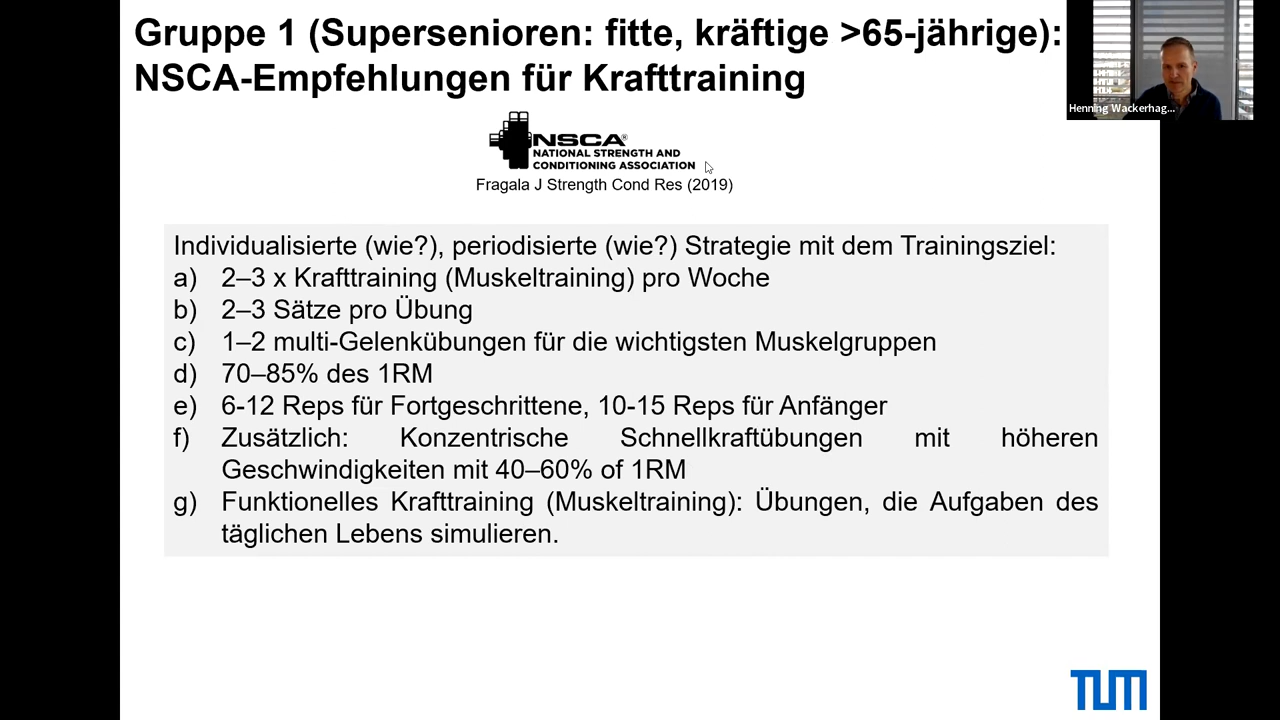 Gruppe 1 (Supersenioren: fitte, kräftige >65-jährige):
NSCA-Empfehlungen für Krafttraining
Henning Wackerhag...
NSCA®
NATIONAL STRENGTH AND
CONDITIONING ASSOCIATION
Fragala J Strength Cond Res (2019)
Individualisierte (wie?), periodisierte (wie?) Strategie mit dem Trainingsziel:
a) 2–3 x Krafttraining (Muskeltraining) pro Woche
b) 2–3 Sätze pro Übung
c) 1–2 multi-Gelenkübungen für die wichtigsten Muskelgruppen
d) 70–85% des 1RM
e) 6-12 Reps für Fortgeschrittene, 10-15 Reps für Anfänger
f) Zusätzlich: Konzentrische Schnellkraftübungen mit höheren
Geschwindigkeiten mit 40–60% of 1RM
g) Funktionelles Krafttraining (Muskeltraining): Übungen, die Aufgaben des
täglichen Lebens simulieren.
TUM